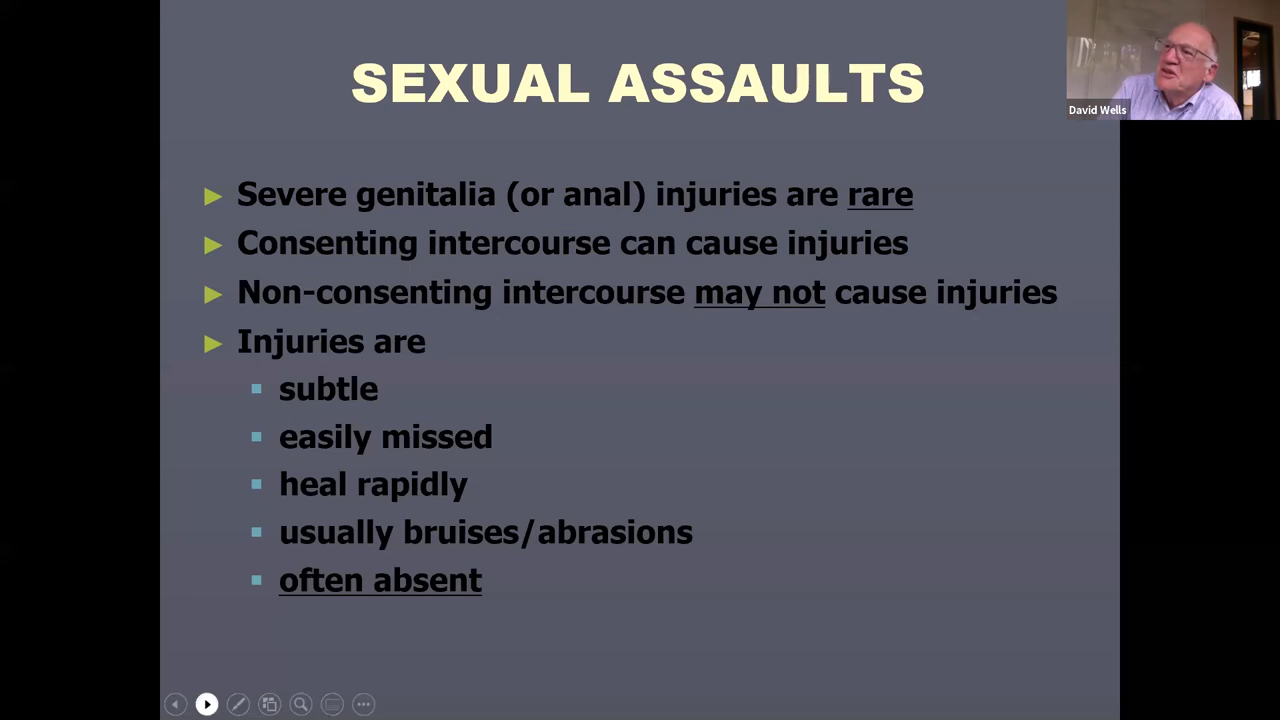 SEXUAL ASSAULTS
David Wells
Severe genitalia (or anal) injuries are rare
Consenting intercourse can cause injuries
Non-consenting intercourse may not cause injuries
Injuries are
subtle
easily missed
heal rapidly
usually bruises/abrasions
often absent